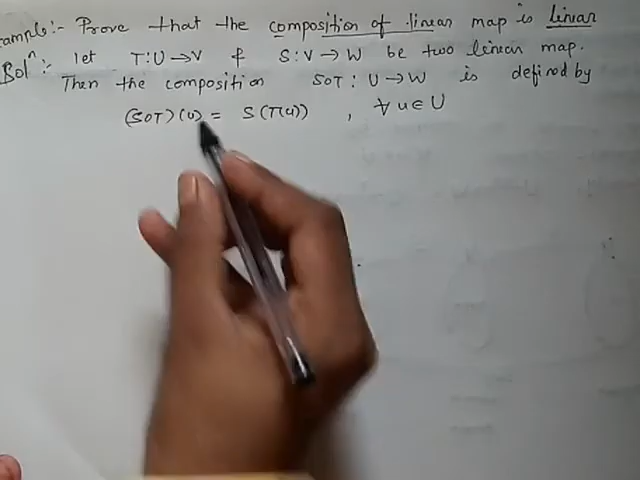 ample:- Prove that the composition of linear map is linear
Solⁿ:- let T:U→V & S:V→W be two linear map.
Then the composition SOT: U→W is defined by
(SOT)(u) = S(T(u)) , ∀ u∈U